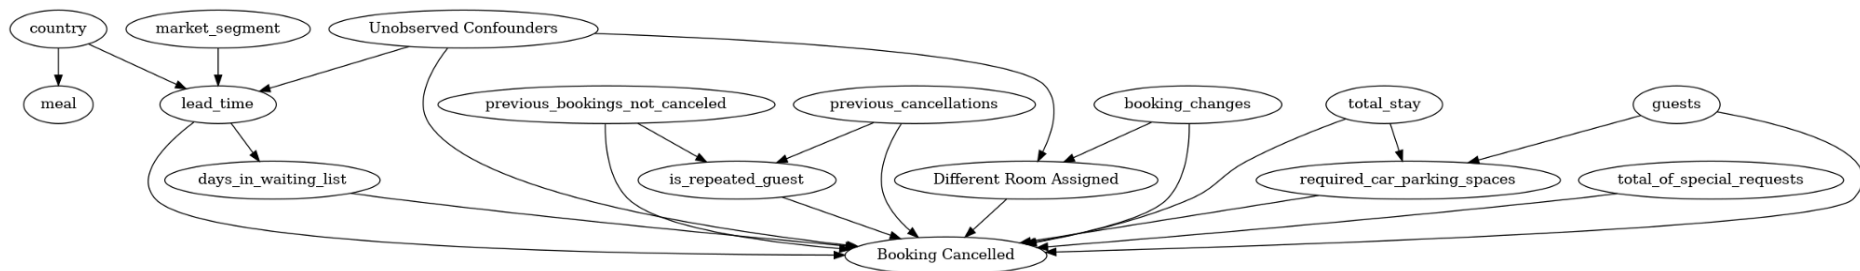 country
market_segment
Unobserved Confounders
meal
lead_time
previous_bookings_not_canceled
previous_cancellations
booking_changes
total_stay
guests
days_in_waiting_list
is_repeated_guest
Different Room Assigned
required_car_parking_spaces
total_of_special_requests
Booking Cancelled